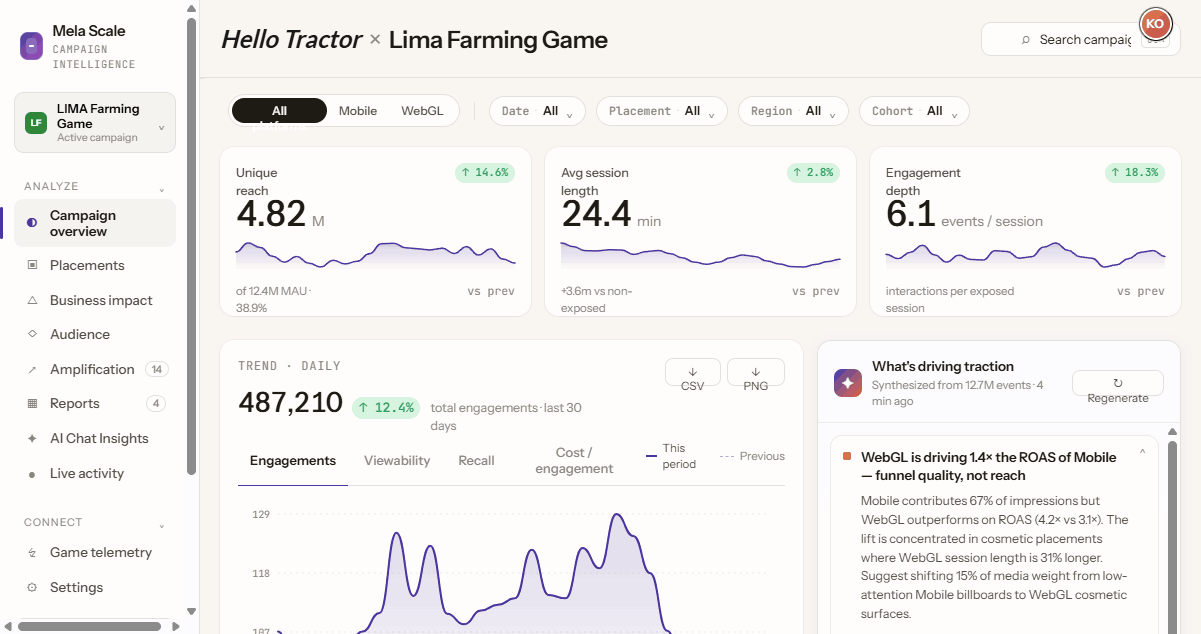 Mela Scale
CAMPAIGN
INTELLIGENCE
LF
LIMA Farming
Game
Active campaign
ANALYZE
Campaign
overview
Placements
Business impact
Audience
Amplification 14
Reports 4
AI Chat Insights
Live activity
CONNECT
Game telemetry
Settings
Hello Tractor × Lima Farming Game
Search campaig
KO
All
Mobile
WebGL
Date · All
Placement · All
Region · All
Cohort · All
Unique
reach
↑ 14.6%
4.82 M
of 12.4M MAU ·
38.9%
vs prev
Avg session
length
↑ 2.8%
24.4 min
+3.6m vs non-
exposed
vs prev
Engagement
depth
↑ 18.3%
6.1 events / session
interactions per exposed
session
vs prev
TREND · DAILY
↓
CSV
↓
PNG
487,210 ↑ 12.4% total engagements · last 30
days
Engagements
Viewability
Recall
Cost /
engagement
This
period
Previous
129
118
107
What's driving traction
Synthesized from 12.7M events · 4
min ago
↻
Regenerate
WebGL is driving 1.4× the ROAS of Mobile
— funnel quality, not reach
Mobile contributes 67% of impressions but
WebGL outperforms on ROAS (4.2× vs 3.1×). The
lift is concentrated in cosmetic placements
where WebGL session length is 31% longer.
Suggest shifting 15% of media weight from low-
attention Mobile billboards to WebGL cosmetic
surfaces.